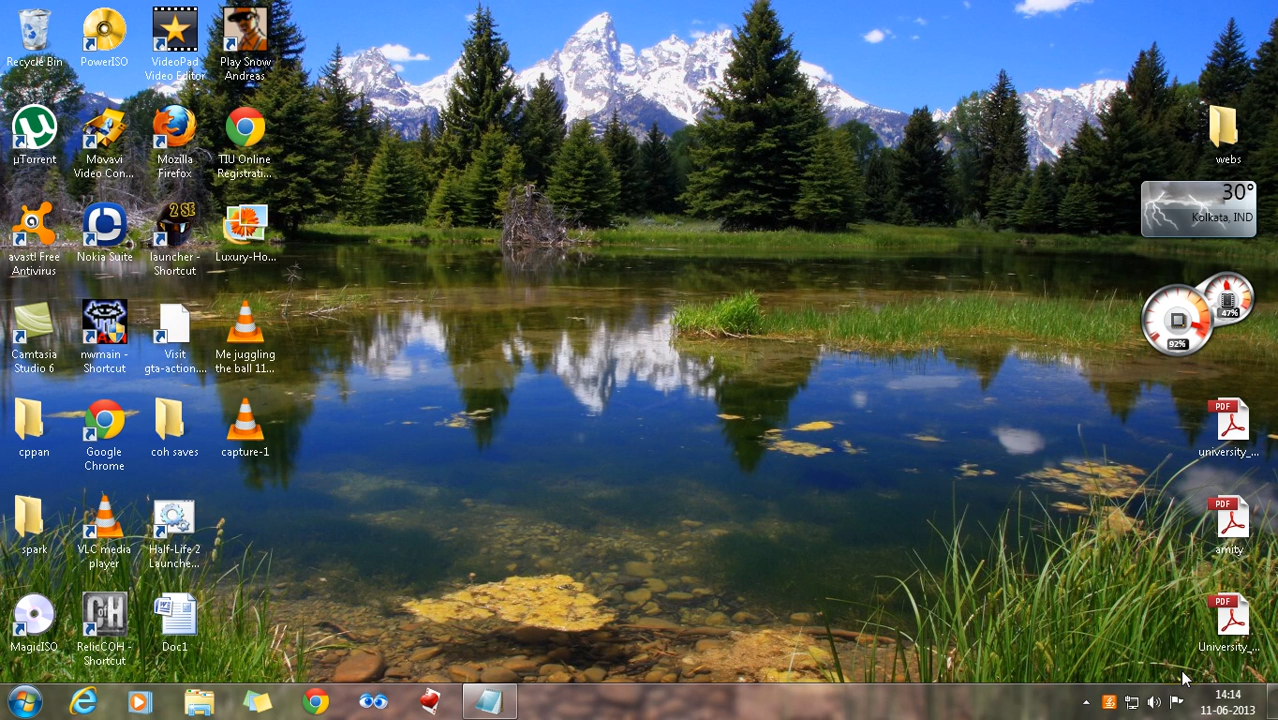 Recycle Bin
PowerISO
VideoPad
Video Editor
Play Snow
Andreas
µTorrent
Movavi
Video Con...
Mozilla
Firefox
TIU Online
Registrati...
webs
30°
Kolkata, IND
2 SE
avast! Free
Antivirus
Nokia Suite
launcher -
Shortcut
Luxury-Ho...
47%
92%
Camtasia
Studio 6
nwmain -
Shortcut
Visit
gta-action....
Me juggling
the ball 11...
PDF
cppan
Google
Chrome
coh saves
capture-1
university_...
PDF
spark
VLC media
player
Half-Life 2
Launche...
amity
PDF
CofH
MagicISO
RelicCOH -
Shortcut
Doc1
University_...
14:14
11-06-2013